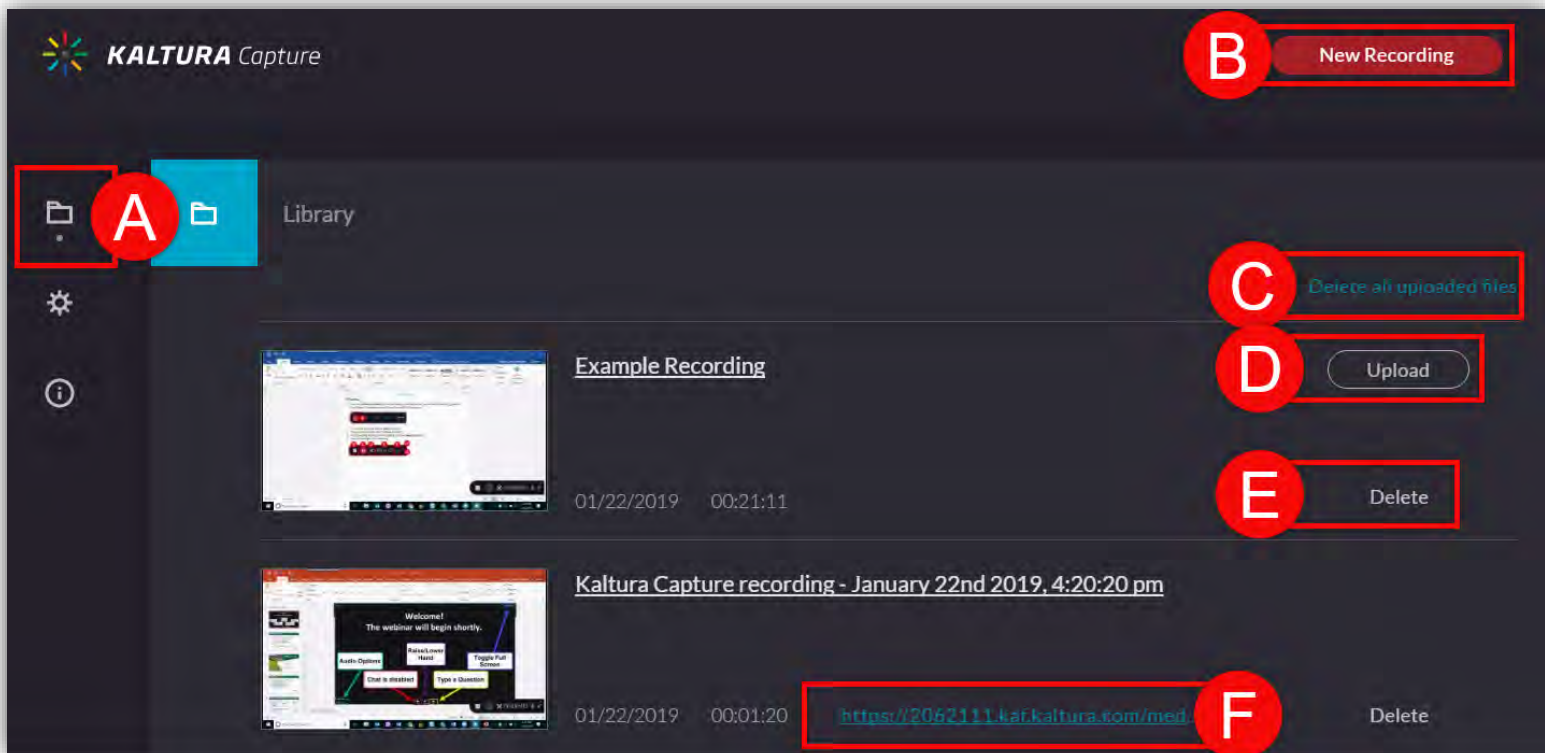 KALTURA Capture
B
New Recording
A
Library
C
Delete all uploaded files
Example Recording
D
Upload
01/22/2019 00:21:11
E
Delete
Kaltura Capture recording - January 22nd 2019, 4:20:20 pm
Welcome!
The webinar will begin shortly.
Audio Options
Raise/Lower
Hand
Toggle Full
Screen
Chat is disabled
Type a Question
01/22/2019 00:01:20
https://2062111.kaf.kaltura.com/med
F
Delete